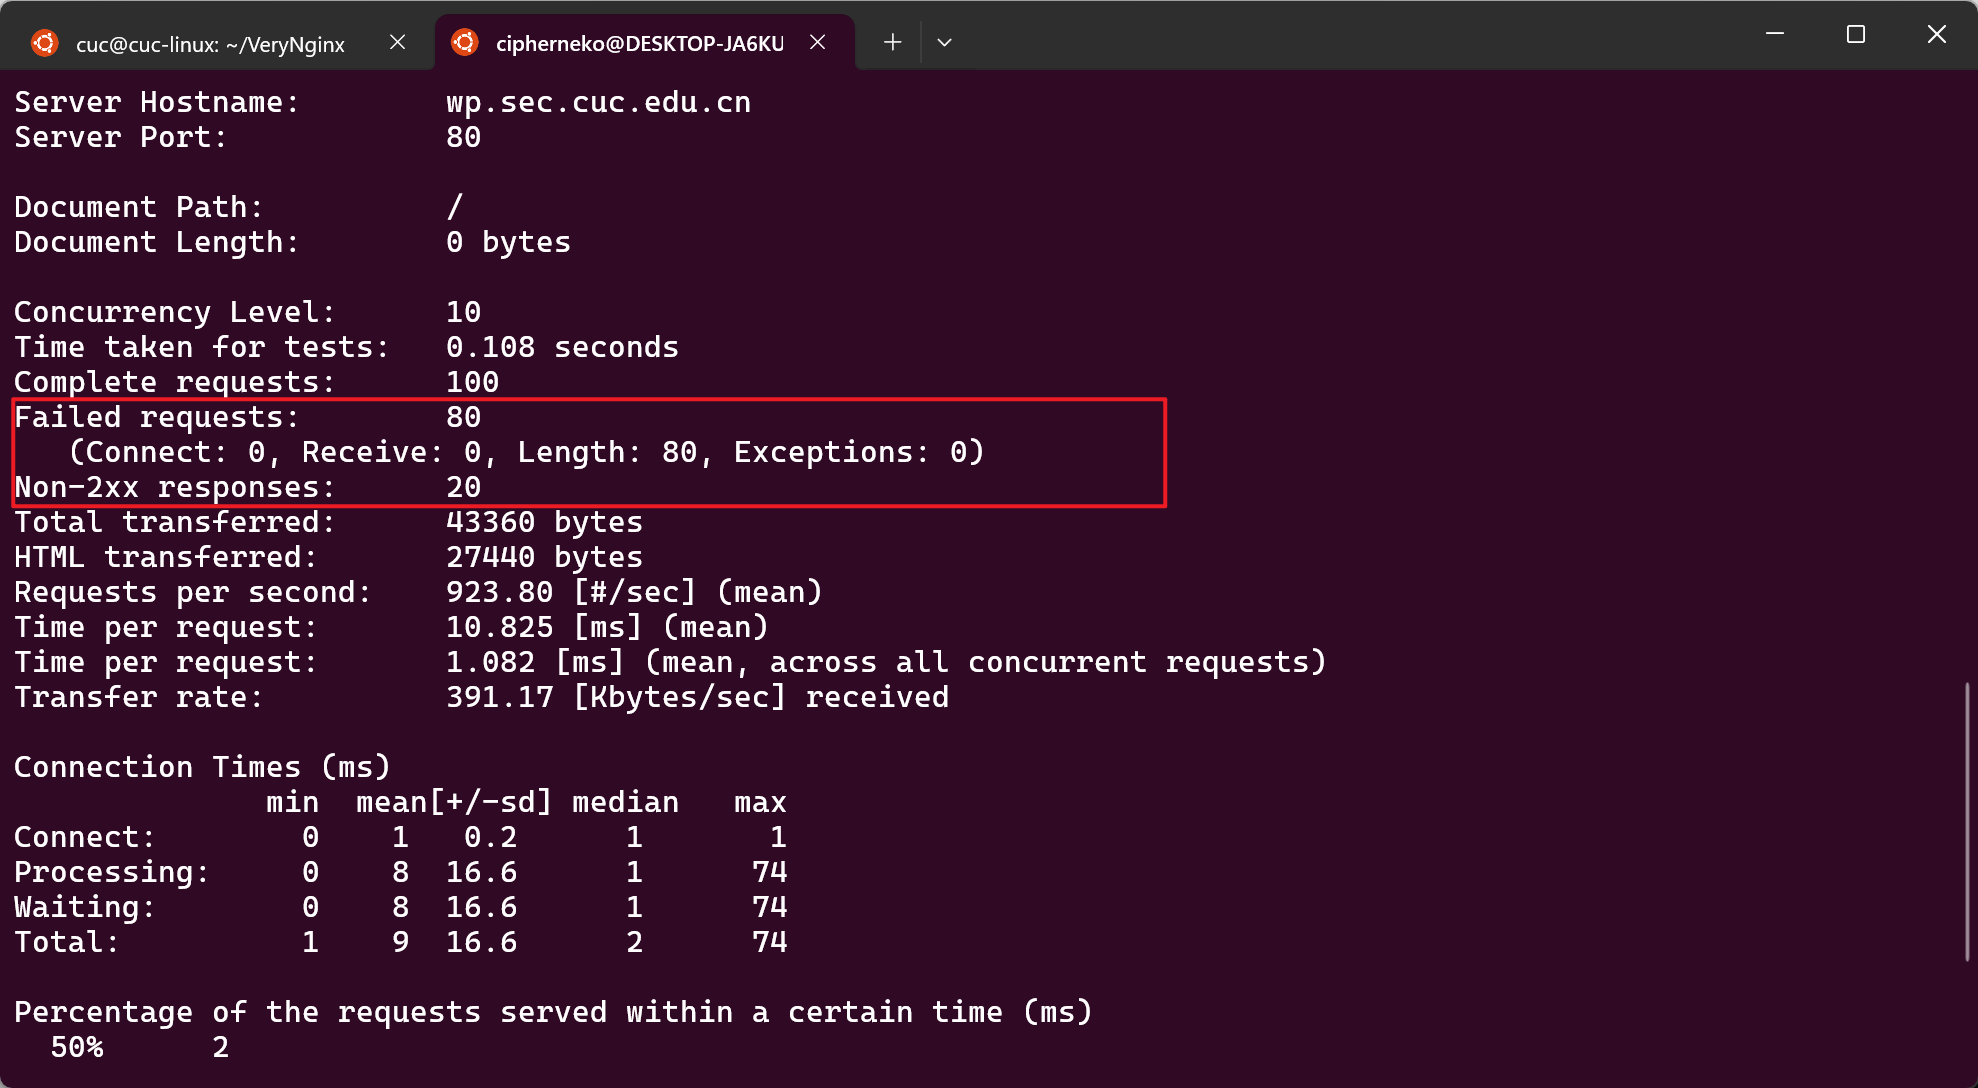 cuc@cuc-linux: ~/VeryNginx
cipherneko@DESKTOP-JA6KU
Server Hostname:        wp.sec.cuc.edu.cn
Server Port:            80
Document Path:          /
Document Length:        0 bytes
Concurrency Level:      10
Time taken for tests:   0.108 seconds
Complete requests:      100
Failed requests:        80
   (Connect: 0, Receive: 0, Length: 80, Exceptions: 0)
Non-2xx responses:      20
Total transferred:      43360 bytes
HTML transferred:       27440 bytes
Requests per second:    923.80 [#/sec] (mean)
Time per request:       10.825 [ms] (mean)
Time per request:       1.082 [ms] (mean, across all concurrent requests)
Transfer rate:          391.17 [Kbytes/sec] received
Connection Times (ms)
              min  mean[+/-sd] median   max
Connect:        0    1   0.2      1       1
Processing:     0    8  16.6      1      74
Waiting:        0    8  16.6      1      74
Total:          1    9  16.6      2      74
Percentage of the requests served within a certain time (ms)
  50%      2